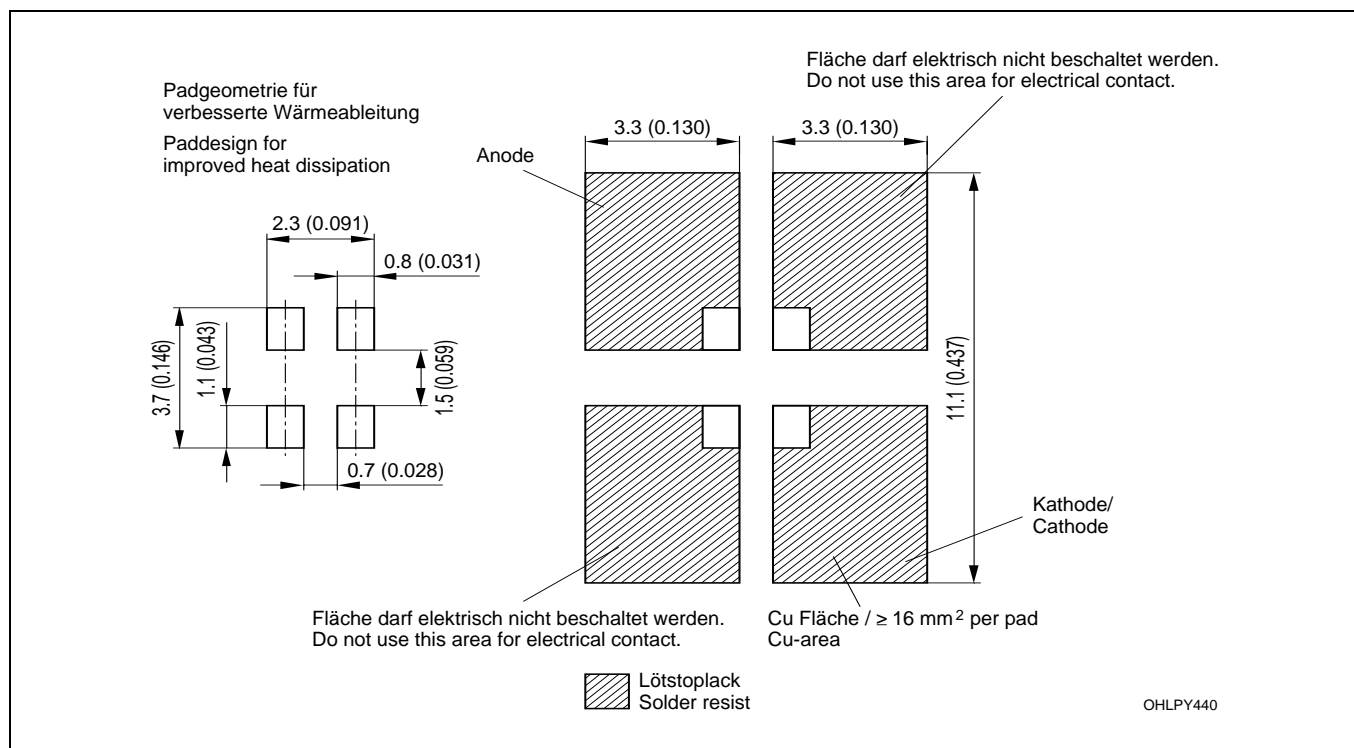 Padgeometrie für
verbesserte Wärmeableitung
Paddesign for
improved heat dissipation
Fläche darf elektrisch nicht beschaltet werden.
Do not use this area for electrical contact.
3.3 (0.130)
3.3 (0.130)
Anode
2.3 (0.091)
0.8 (0.031)
3.7 (0.146)
1.1 (0.043)
1.5 (0.059)
0.7 (0.028)
11.1 (0.437)
Kathode/
Cathode
Fläche darf elektrisch nicht beschaltet werden.
Do not use this area for electrical contact.
Cu Fläche / ≥ 16 mm² per pad
Cu-area
Lötstoplack
Solder resist
OHLPY440